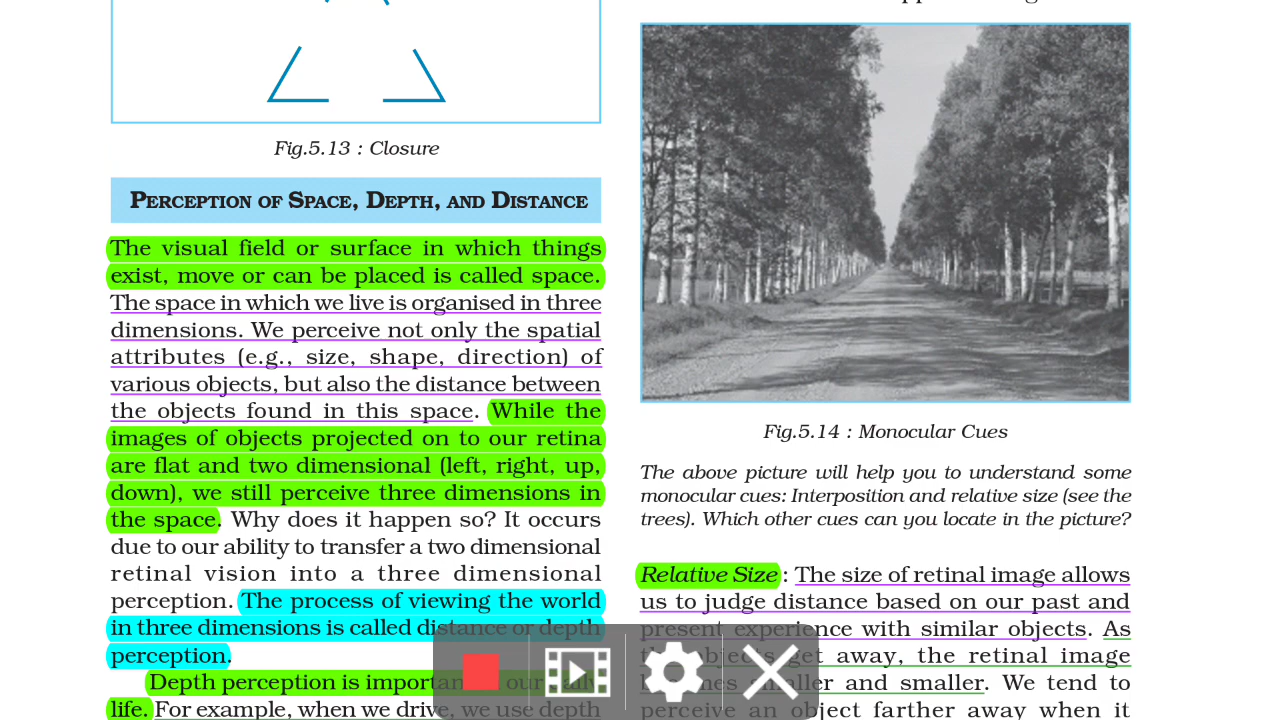 Fig.5.13 : Closure
PERCEPTION OF SPACE, DEPTH, AND DISTANCE
The visual field or surface in which things
exist, move or can be placed is called space.
The space in which we live is organised in three
dimensions. We perceive not only the spatial
attributes (e.g., size, shape, direction) of
various objects, but also the distance between
the objects found in this space. While the
images of objects projected on to our retina
are flat and two dimensional (left, right, up,
down), we still perceive three dimensions in
the space. Why does it happen so? It occurs
due to our ability to transfer a two dimensional
retinal vision into a three dimensional
perception. The process of viewing the world
in three dimensions is called distance or depth
perception.
Depth perception is important our daily
life. For example, when we drive, we use depth
Fig.5.14 : Monocular Cues
The above picture will help you to understand some
monocular cues: Interposition and relative size (see the
trees). Which other cues can you locate in the picture?
Relative Size: The size of retinal image allows
us to judge distance based on our past and
present experience with similar objects. As
objects get away, the retinal image
smaller and smaller. We tend to
perceive an object farther away when it